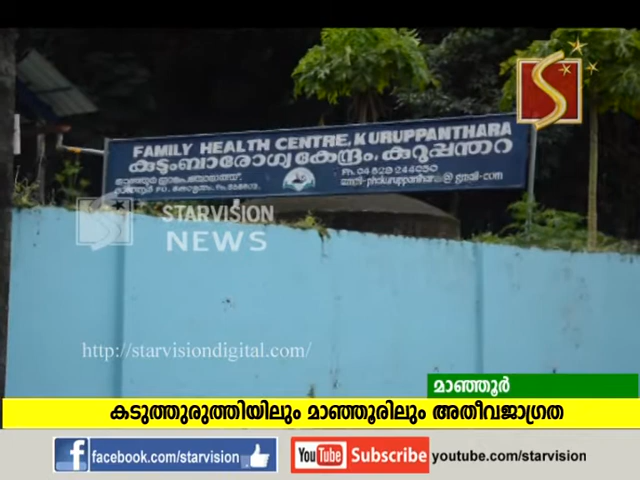 FAMILY HEALTH CENTRE, KURUPPANTHARA
കുടുംബാരോഗ്യ കേന്ദ്രം, കുറുപ്പന്തറ
S
STARVISION
NEWS
http://starvisiondigital.com/
മാഞ്ഞൂർ
കടുത്തുരുത്തിയിലും മാഞ്ഞൂരിലും അതീവജാഗ്രത
facebook.com/starvision
YouTube Subscribe youtube.com/starvision